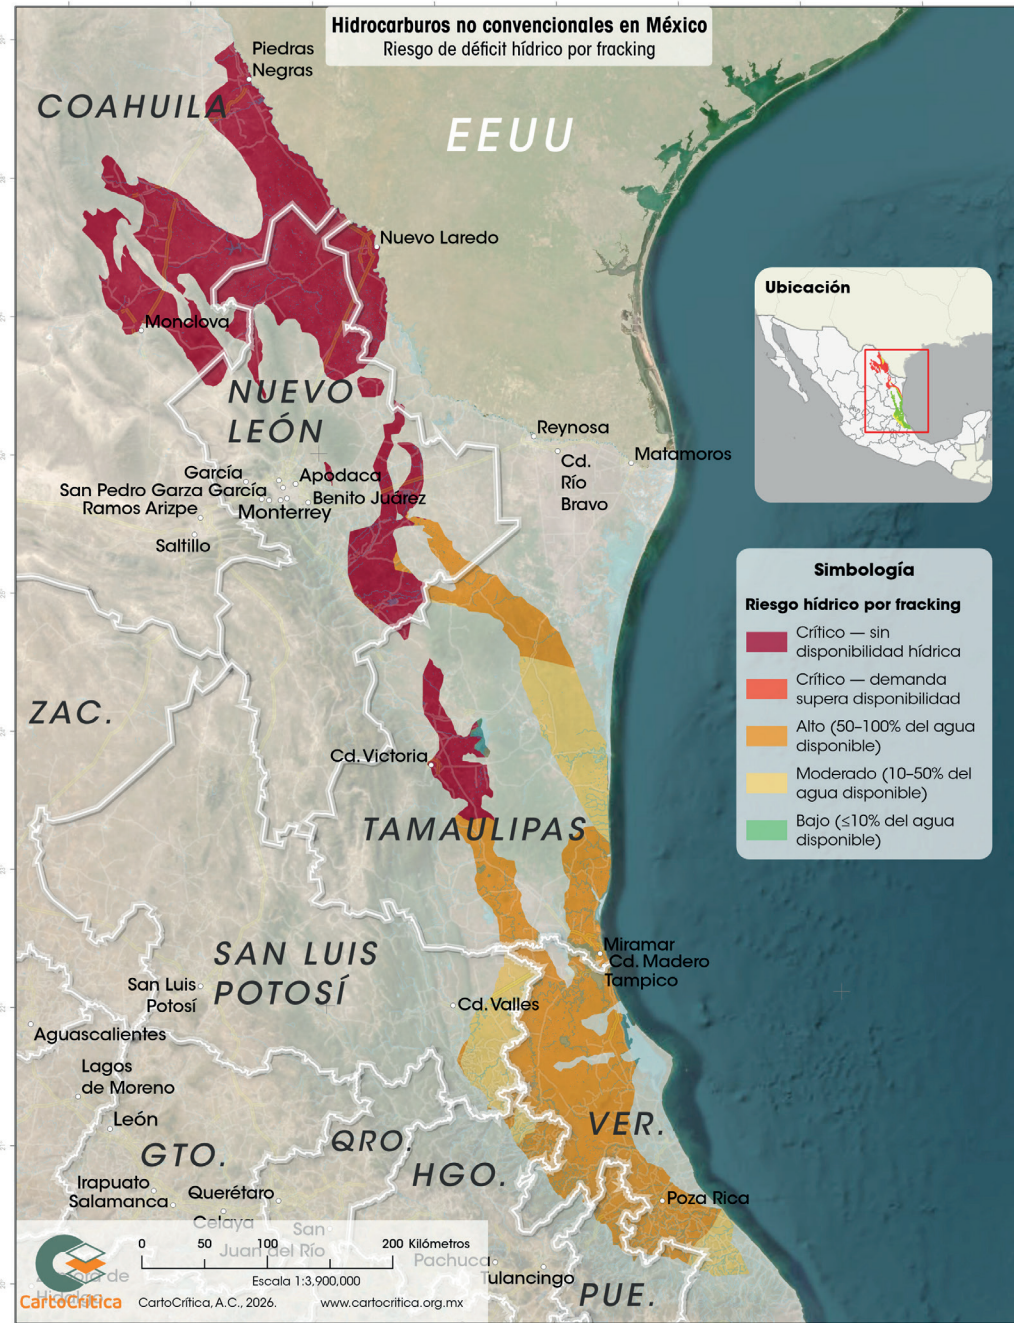 Hidrocarburos no convencionales en México
Riesgo de déficit hídrico por fracking
Piedras
Negras
COAHUILA
EEUU
Nuevo Laredo
Ubicación
Monclova
NUEVO
LEÓN
Reynosa
Matamoros
Cd.
Río
Bravo
García
Apodaca
San Pedro Garza García
Benito Juárez
Ramos Arizpe
Monterrey
Saltillo
Simbología
Riesgo hídrico por fracking
Crítico — sin
disponibilidad hídrica
Crítico — demanda
supera disponibilidad
Alto (50-100% del agua
disponible)
Moderado (10-50% del
agua disponible)
Bajo (≤10% del agua
disponible)
ZAC.
Cd. Victoria
TAMAULIPAS
SAN LUIS
POTOSÍ
Miramar
Cd. Madero
Tampico
San Luis
Potosí
Cd. Valles
Aguascalientes
Lagos
de Moreno
León
GTO.
QRO.
HGO.
VER.
Irapuato
Salamanca
Querétaro
Poza Rica
Celaya
San
Juan del Río
Pachuca
Tulancingo
PUE.
0 50 100 200 Kilómetros
Escala 1:3,900,000
de
Hidalgo
CartoCrítica
CartoCrítica, A.C., 2026.
www.cartocritica.org.mx